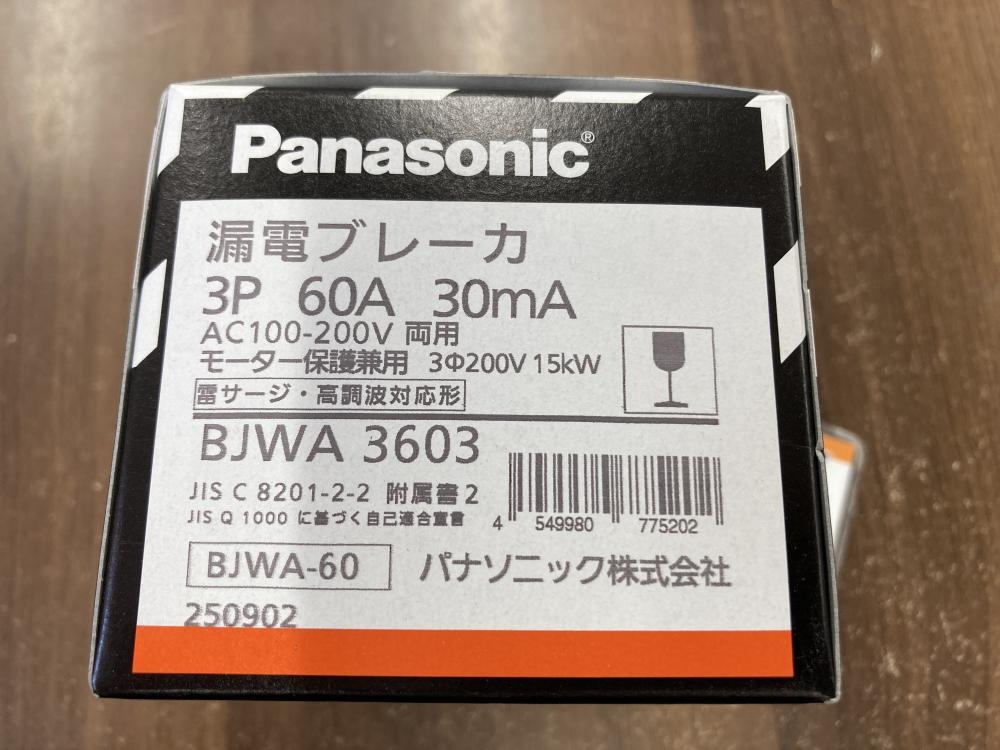 Panasonic®
漏電ブレーカ
3P 60A 30mA
AC100-200V 両用
モーター保護兼用 3Φ200V 15kW
雷サージ・高調波対応形
BJWA 3603
JIS C 8201-2-2 附属書2
JIS Q 1000 に基づく自己適合宣言
4 549980 775202
BJWA-60 パナソニック株式会社
250902